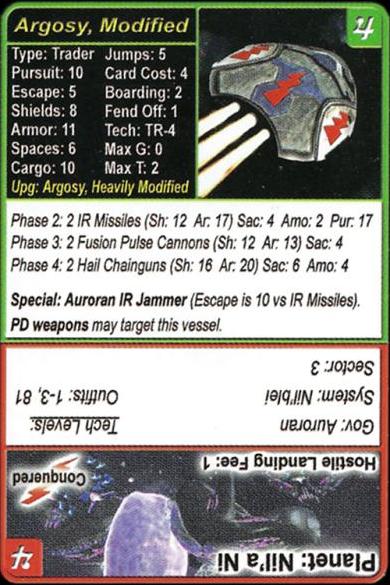 Argosy, Modified
4
Type: Trader Jumps: 5
Pursuit: 10 Card Cost: 4
Escape: 5 Boarding: 2
Shields: 8 Fend Off: 1
Armor: 11 Tech: TR-4
Spaces: 6 Max G: 0
Cargo: 10 Max T: 2
Upg: Argosy, Heavily Modified
Phase 2: 2 IR Missiles (Sh: 12 Ar: 17) Sac: 4 Amo: 2 Pur: 17
Phase 3: 2 Fusion Pulse Cannons (Sh: 12 Ar: 13) Sac: 4
Phase 4: 2 Hail Chainguns (Sh: 16 Ar: 20) Sac: 6 Amo: 4
Special: Auroran IR Jammer (Escape is 10 vs IR Missiles).
PD weapons may target this vessel.
Planet: Nil'a Ni
4
Hostile Landing Fee: 1
Conquered
Gov: Auroran Tech Levels:
System: Nil'blei Outfits: 1-3, 81
Sector: 3